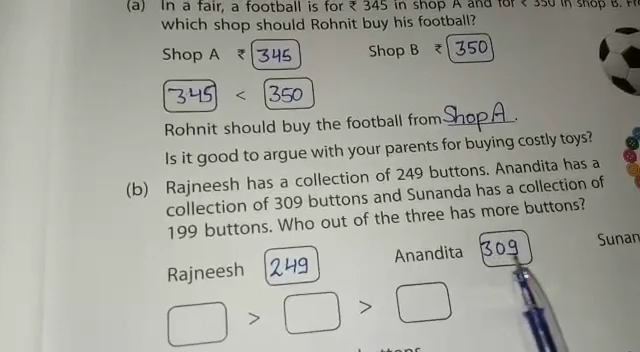 (a) In a fair, a football is for ₹ 345 in shop A and for ₹ 350 in shop B.
which shop should Rohnit buy his football?
Shop A ₹ 345 Shop B ₹ 350
345 < 350
Rohnit should buy the football from Shop A.
Is it good to argue with your parents for buying costly toys?
(b) Rajneesh has a collection of 249 buttons. Anandita has a
collection of 309 buttons and Sunanda has a collection of
199 buttons. Who out of the three has more buttons?
Rajneesh 249 Anandita 309 Sunan
> >